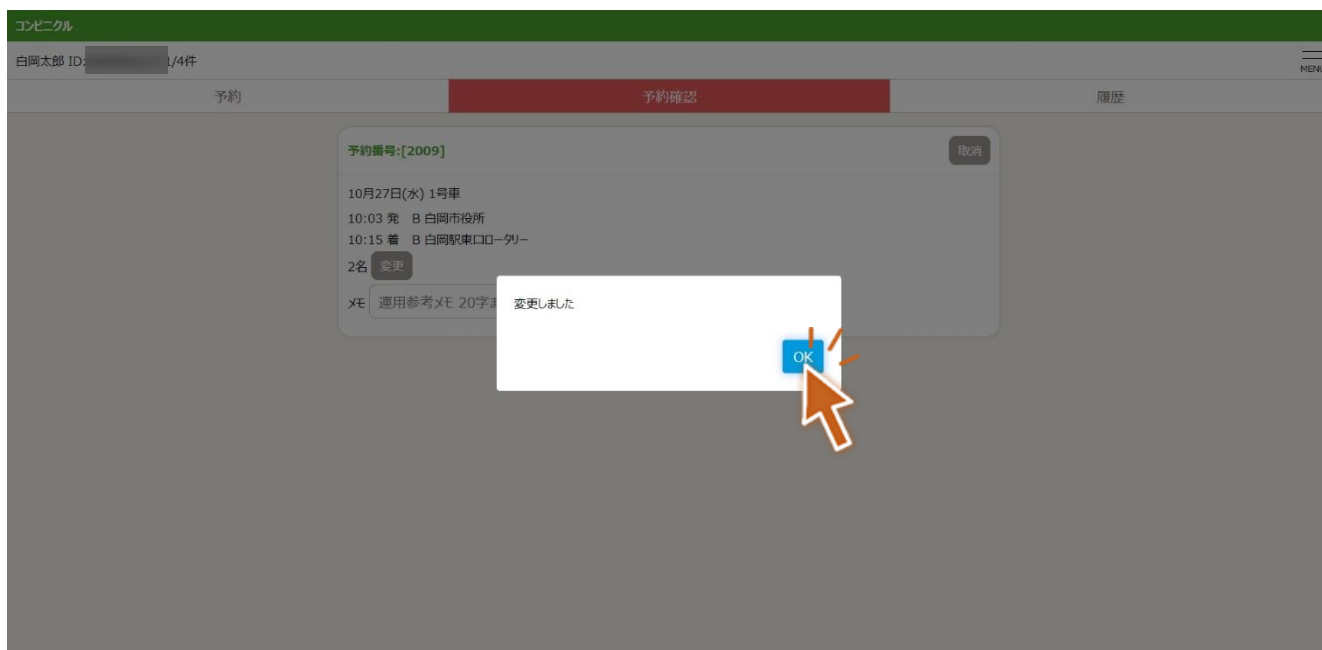 コンビニクル
白岡太郎 ID: 1/4件
MENU
予約 予約確認 履歴
予約番号:[2009] 取消
10月27日(水) 1号車
10:03 発 B 白岡市役所
10:15 着 B 白岡駅東口ロータリー
2名 変更
メモ 運用参考メモ 20字ま
変更しました
OK